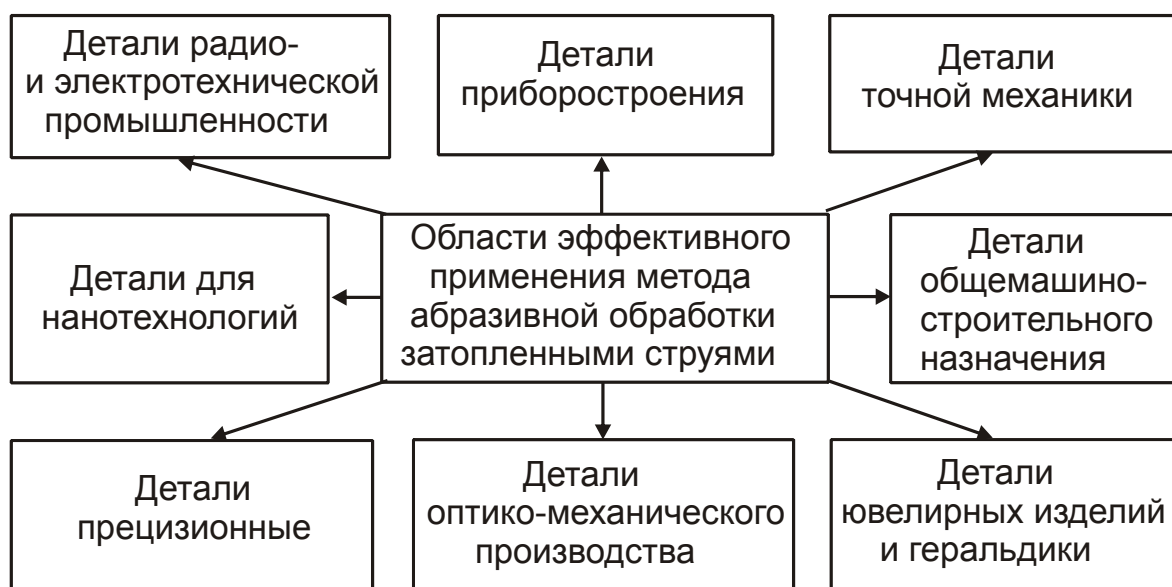 Детали радио-
и электротехнической
промышленности
Детали
приборостроения
Детали
точной механики
Детали для
нанотехнологий
Области эффективного
применения метода
абразивной обработки
затопленными струями
Детали
общемашино-
строительного
назначения
Детали
прецизионные
Детали
оптико-механического
производства
Детали
ювелирных изделий
и геральдики